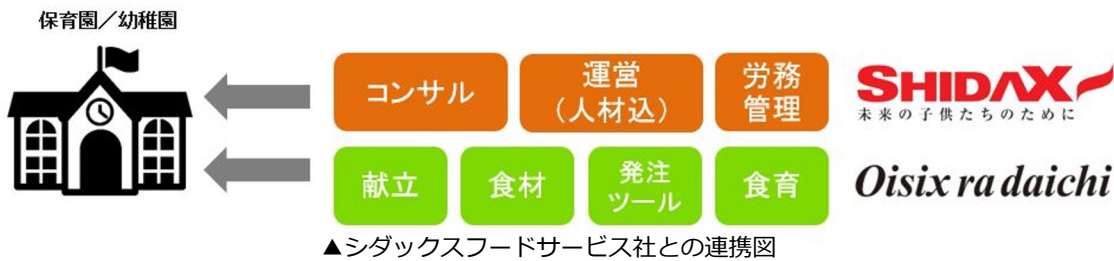 保育園／幼稚園
コンサル
運営
（人材込）
労務
管理
SHIDAX
未来の子供たちのために
献立
食材
発注
ツール
食育
Oisix ra daichi
▲シダックスフードサービス社との連携図